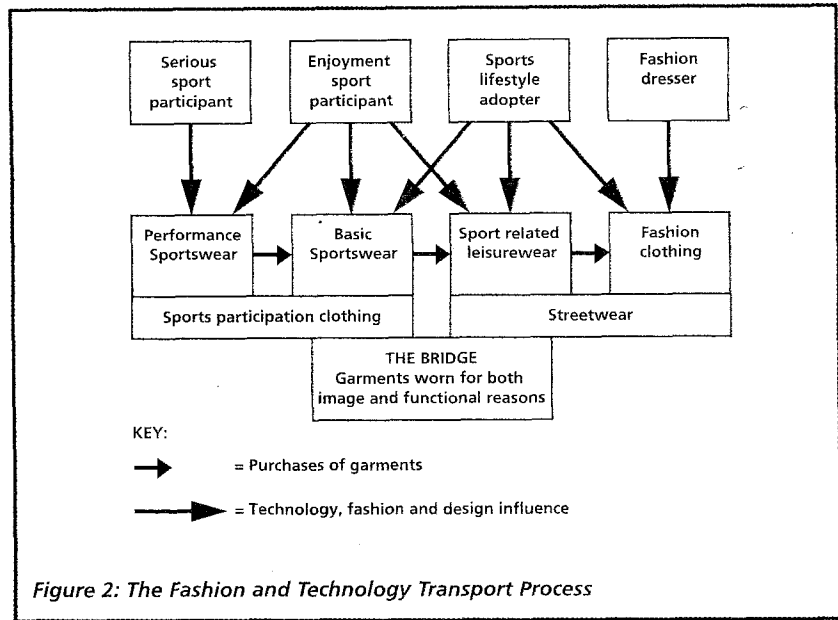 Serious
sport
participant
Enjoyment
sport
participant
Sports
lifestyle
adopter
Fashion
dresser
Performance
Sportswear
Basic
Sportswear
Sport related
leisurewear
Fashion
clothing
Sports participation clothing
Streetwear
THE BRIDGE
Garments worn for both
image and functional reasons
KEY:
= Purchases of garments
= Technology, fashion and design influence
Figure 2: The Fashion and Technology Transport Process